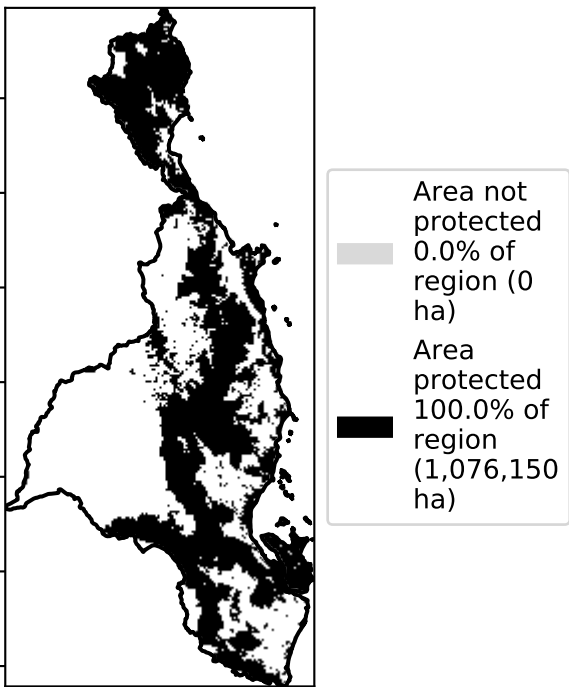 Area not
protected
0.0% of
region (0
ha)
Area
protected
100.0% of
region
(1,076,150
ha)